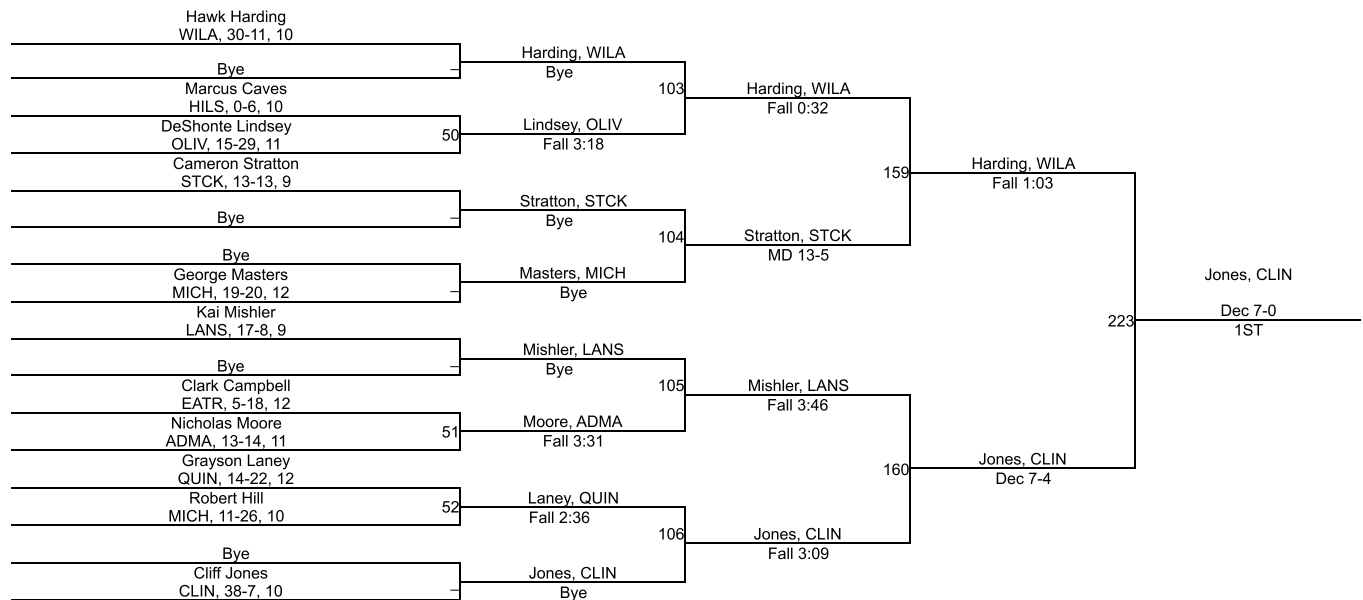 Hawk Harding
WILA, 30-11, 10
Bye
Marcus Caves
HILS, 0-6, 10
DeShonte Lindsey
OLIV, 15-29, 11
Cameron Stratton
STCK, 13-13, 9
Bye
Bye
George Masters
MICH, 19-20, 12
Kai Mishler
LANS, 17-8, 9
Bye
Clark Campbell
EATR, 5-18, 12
Nicholas Moore
ADMA, 13-14, 11
Grayson Laney
QUIN, 14-22, 12
Robert Hill
MICH, 11-26, 10
Bye
Cliff Jones
CLIN, 38-7, 10
50
51
52
Harding, WILA
Bye
Lindsey, OLIV
Fall 3:18
Stratton, STCK
Bye
Masters, MICH
Bye
Mishler, LANS
Bye
Moore, ADMA
Fall 3:31
Laney, QUIN
Fall 2:36
Jones, CLIN
Bye
103
104
105
106
Harding, WILA
Fall 0:32
Stratton, STCK
MD 13-5
Mishler, LANS
Fall 3:46
Jones, CLIN
Fall 3:09
159
160
Harding, WILA
Fall 1:03
Jones, CLIN
Dec 7-4
223
Jones, CLIN
Dec 7-0
1ST